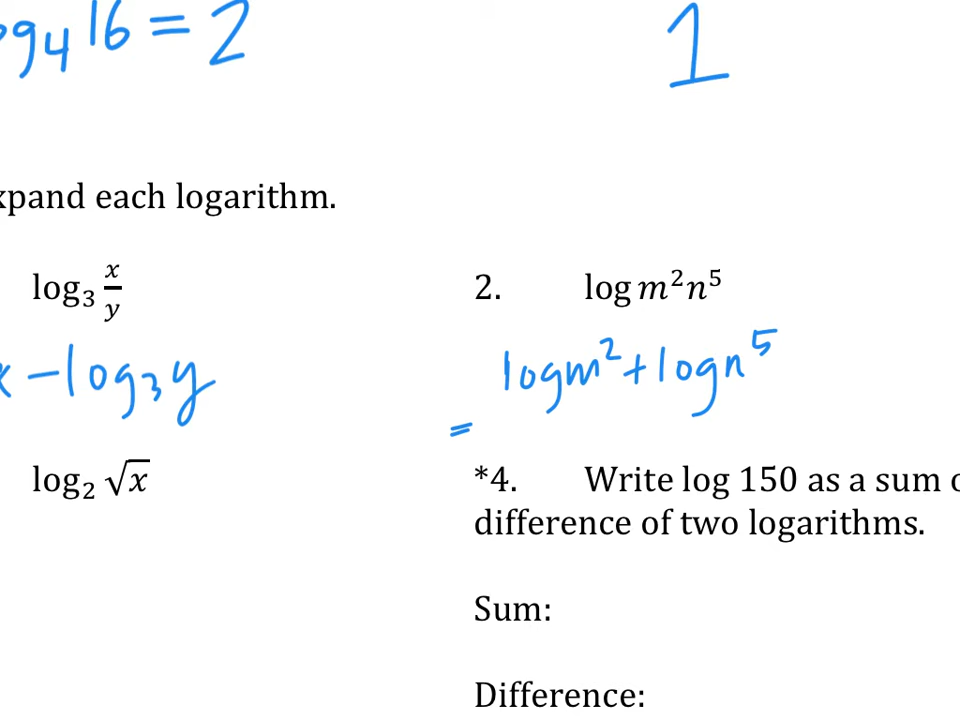 log₄ 16 = 2
1
xpand each logarithm.
log₃ x/y
2. log m²n⁵
x − log₃ y
log m² + log n⁵
=
log₂ √x
*4. Write log 150 as a sum o
difference of two logarithms.
Sum:
Difference: